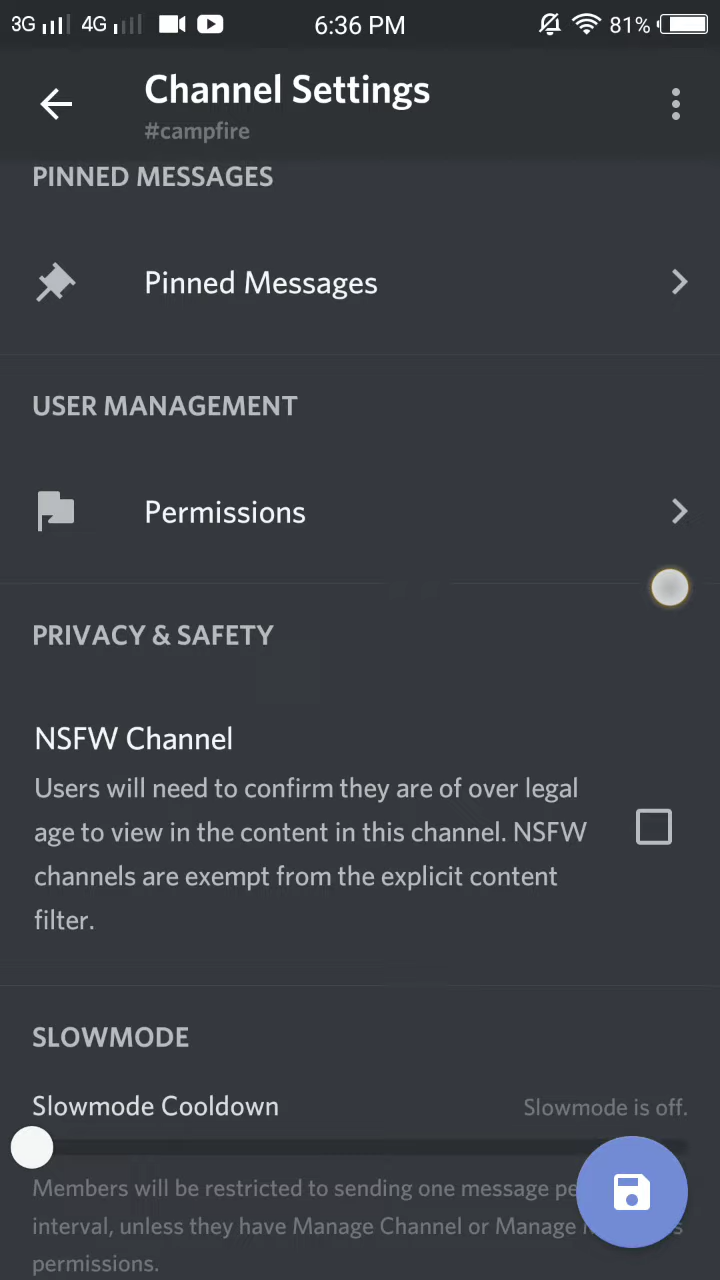 3G 4G 6:36 PM 81%
Channel Settings
#campfire
PINNED MESSAGES
Pinned Messages
USER MANAGEMENT
Permissions
PRIVACY & SAFETY
NSFW Channel
Users will need to confirm they are of over legal
age to view in the content in this channel. NSFW
channels are exempt from the explicit content
filter.
SLOWMODE
Slowmode Cooldown Slowmode is off.
Members will be restricted to sending one message
interval, unless they have Manage Channel or Manage
permissions.